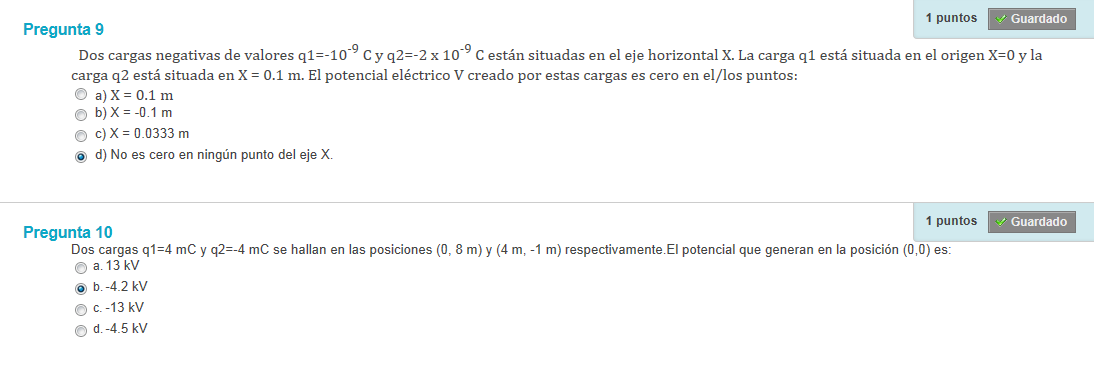 1 puntos
Guardado
Pregunta 9
Dos cargas negativas de valores q1=-10⁻⁹ C y q2=-2 x 10⁻⁹ C están situadas en el eje horizontal X. La carga q1 está situada en el origen X=0 y la
carga q2 está situada en X = 0.1 m. El potencial eléctrico V creado por estas cargas es cero en el/los puntos:
a) X = 0.1 m
b) X = -0.1 m
c) X = 0.0333 m
d) No es cero en ningún punto del eje X.
1 puntos
Guardado
Pregunta 10
Dos cargas q1=4 mC y q2=-4 mC se hallan en las posiciones (0, 8 m) y (4 m, -1 m) respectivamente.El potencial que generan en la posición (0,0) es:
a. 13 kV
b. -4.2 kV
c. -13 kV
d. -4.5 kV